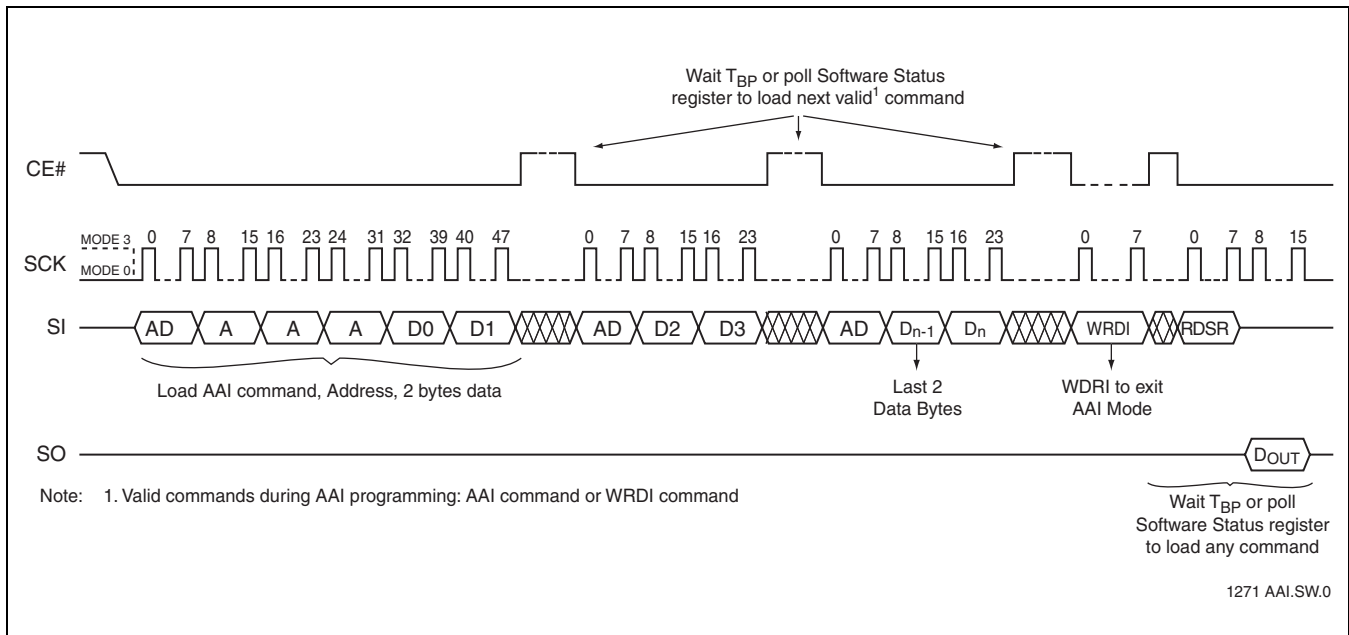 Wait TBP or poll Software Status
register to load next valid1 command
CE#
MODE 3
MODE 0
SCK
0 7 8 15 16 23 24 31 32 39 40 47 0 7 8 15 16 23 0 7 8 15 16 23 0 7 0 7 8 15
SI
AD A A A D0 D1 AD D2 D3 AD Dn-1 Dn WRDI RDSR
Load AAI command, Address, 2 bytes data
Last 2
Data Bytes
WDRI to exit
AAI Mode
SO
DOUT
Note: 1. Valid commands during AAI programming: AAI command or WRDI command
Wait TBP or poll
Software Status register
to load any command
1271 AAI.SW.0